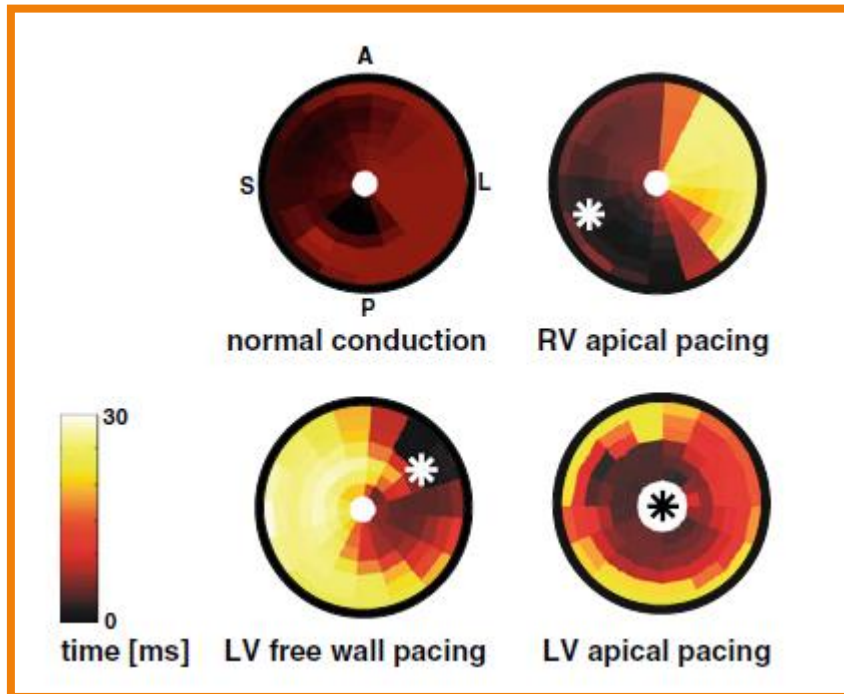 A
S
L
P
normal conduction
RV apical pacing
30
0
time [ms]
LV free wall pacing
LV apical pacing